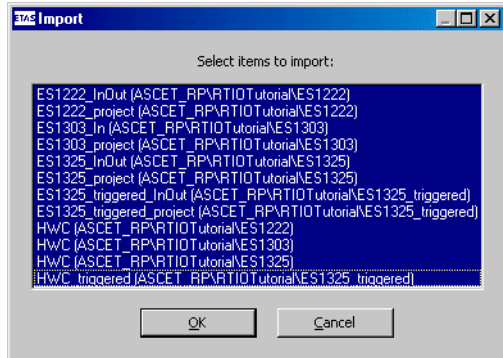 ETAS Import
Select items to import:
ES1222_InOut (ASCET_RP\RTIOTutorial\ES1222)
ES1222_project (ASCET_RP\RTIOTutorial\ES1222)
ES1303_In (ASCET_RP\RTIOTutorial\ES1303)
ES1303_project (ASCET_RP\RTIOTutorial\ES1303)
ES1325_InOut (ASCET_RP\RTIOTutorial\ES1325)
ES1325_project (ASCET_RP\RTIOTutorial\ES1325)
ES1325_triggered_InOut (ASCET_RP\RTIOTutorial\ES1325_triggered)
ES1325_triggered_project (ASCET_RP\RTIOTutorial\ES1325_triggered)
HWC (ASCET_RP\RTIOTutorial\ES1222)
HWC (ASCET_RP\RTIOTutorial\ES1303)
HWC (ASCET_RP\RTIOTutorial\ES1325)
HWC_triggered (ASCET_RP\RTIOTutorial\ES1325_triggered)
OK Cancel